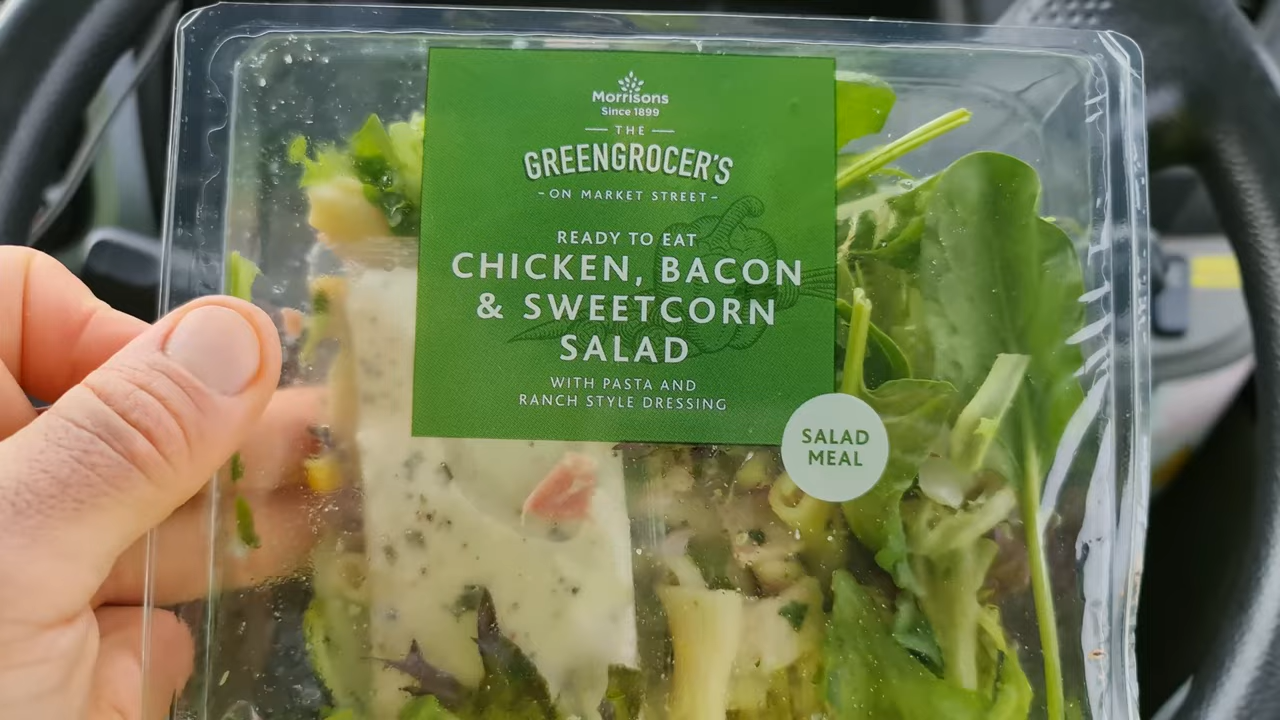 Morrisons
Since 1899
THE
GREENGROCER'S
- ON MARKET STREET -
READY TO EAT
CHICKEN, BACON
& SWEETCORN
SALAD
WITH PASTA AND
RANCH STYLE DRESSING
SALAD
MEAL